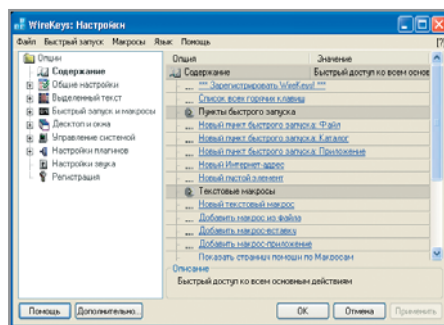 WireKeys: Настройки
Файл Быстрый запуск Макросы Язык Помощь [?]
Опции
Содержание
Общие настройки
Выделенный текст
Быстрый запуск и макросы
Десктоп и окна
Управление системой
Настройки плагинов
Настройки звука
Регистрация
Опция Значение
Содержание Быстрый доступ ко всем основ
*** Зарегистрировать WireKeys! ***
Список всех горячих клавиш
Пункты быстрого запуска
Новый пункт быстрого запуска: Файл
Новый пункт быстрого запуска: Каталог
Новый пункт быстрого запуска: Приложение
Новый Интернет-адрес
Новый пустой элемент
Текстовые макросы
Новый текстовый макрос
Добавить макрос из файла
Добавить макрос-вставку
Добавить макрос-приложение
Показать страницу помощи по Макросам
Описание
Быстрый доступ ко всем основным действиям
Помощь Дополнительно... OK Отмена Применить